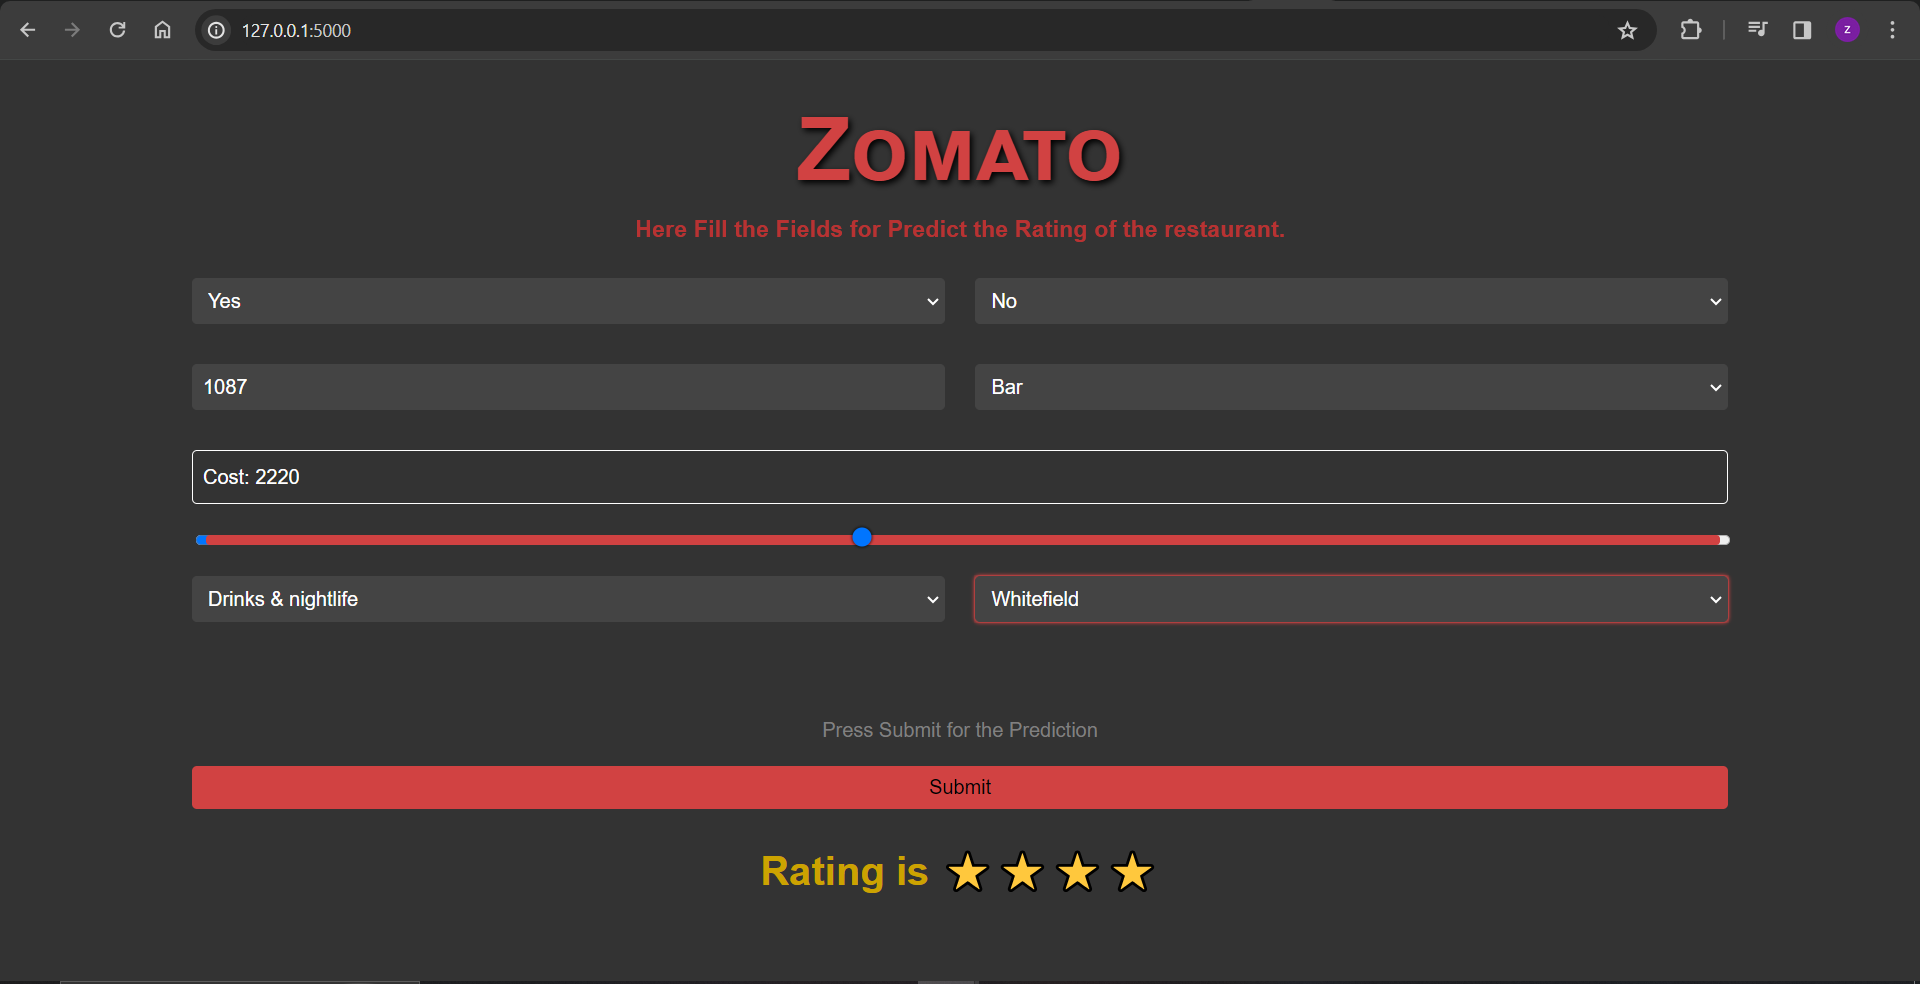 127.0.0.1:5000
z
ZOMATO
Here Fill the Fields for Predict the Rating of the restaurant.
Yes
No
1087
Bar
Cost: 2220
Drinks & nightlife
Whitefield
Press Submit for the Prediction
Submit
Rating is